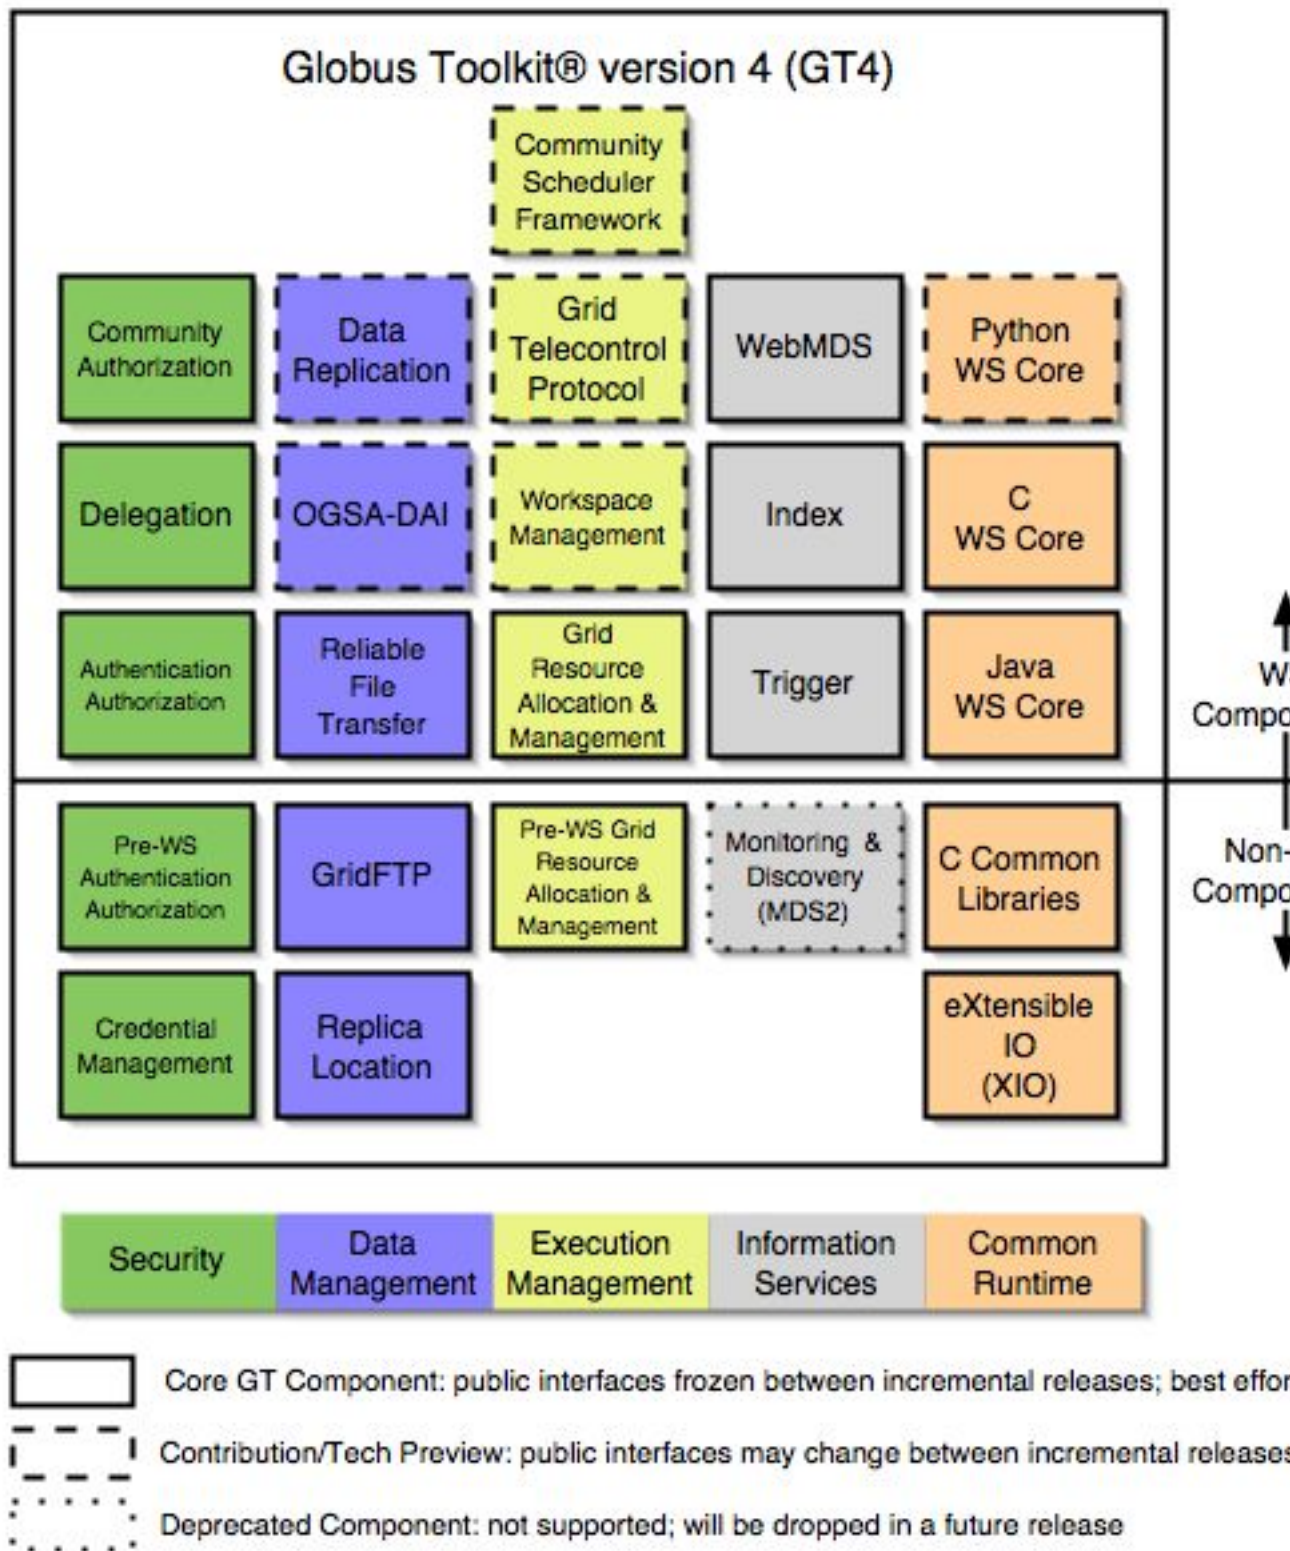 Globus Toolkit® version 4 (GT4)
Community
Scheduler
Framework
Community
Authorization
Data
Replication
Grid
Telecontrol
Protocol
WebMDS
Python
WS Core
Delegation
OGSA-DAI
Workspace
Management
Index
C
WS Core
Authentication
Authorization
Reliable
File
Transfer
Grid
Resource
Allocation &
Management
Trigger
Java
WS Core
Pre-WS
Authentication
Authorization
GridFTP
Pre-WS Grid
Resource
Allocation &
Management
Monitoring &
Discovery
(MDS2)
C Common
Libraries
Non-
Credential
Management
Replica
Location
eXtensible
IO
(XIO)
Security
Data
Management
Execution
Management
Information
Services
Common
Runtime
Core GT Component: public interfaces frozen between incremental releases; best
Contribution/Tech Preview: public interfaces may change between incremental releases
Deprecated Component: not supported; will be dropped in a future release